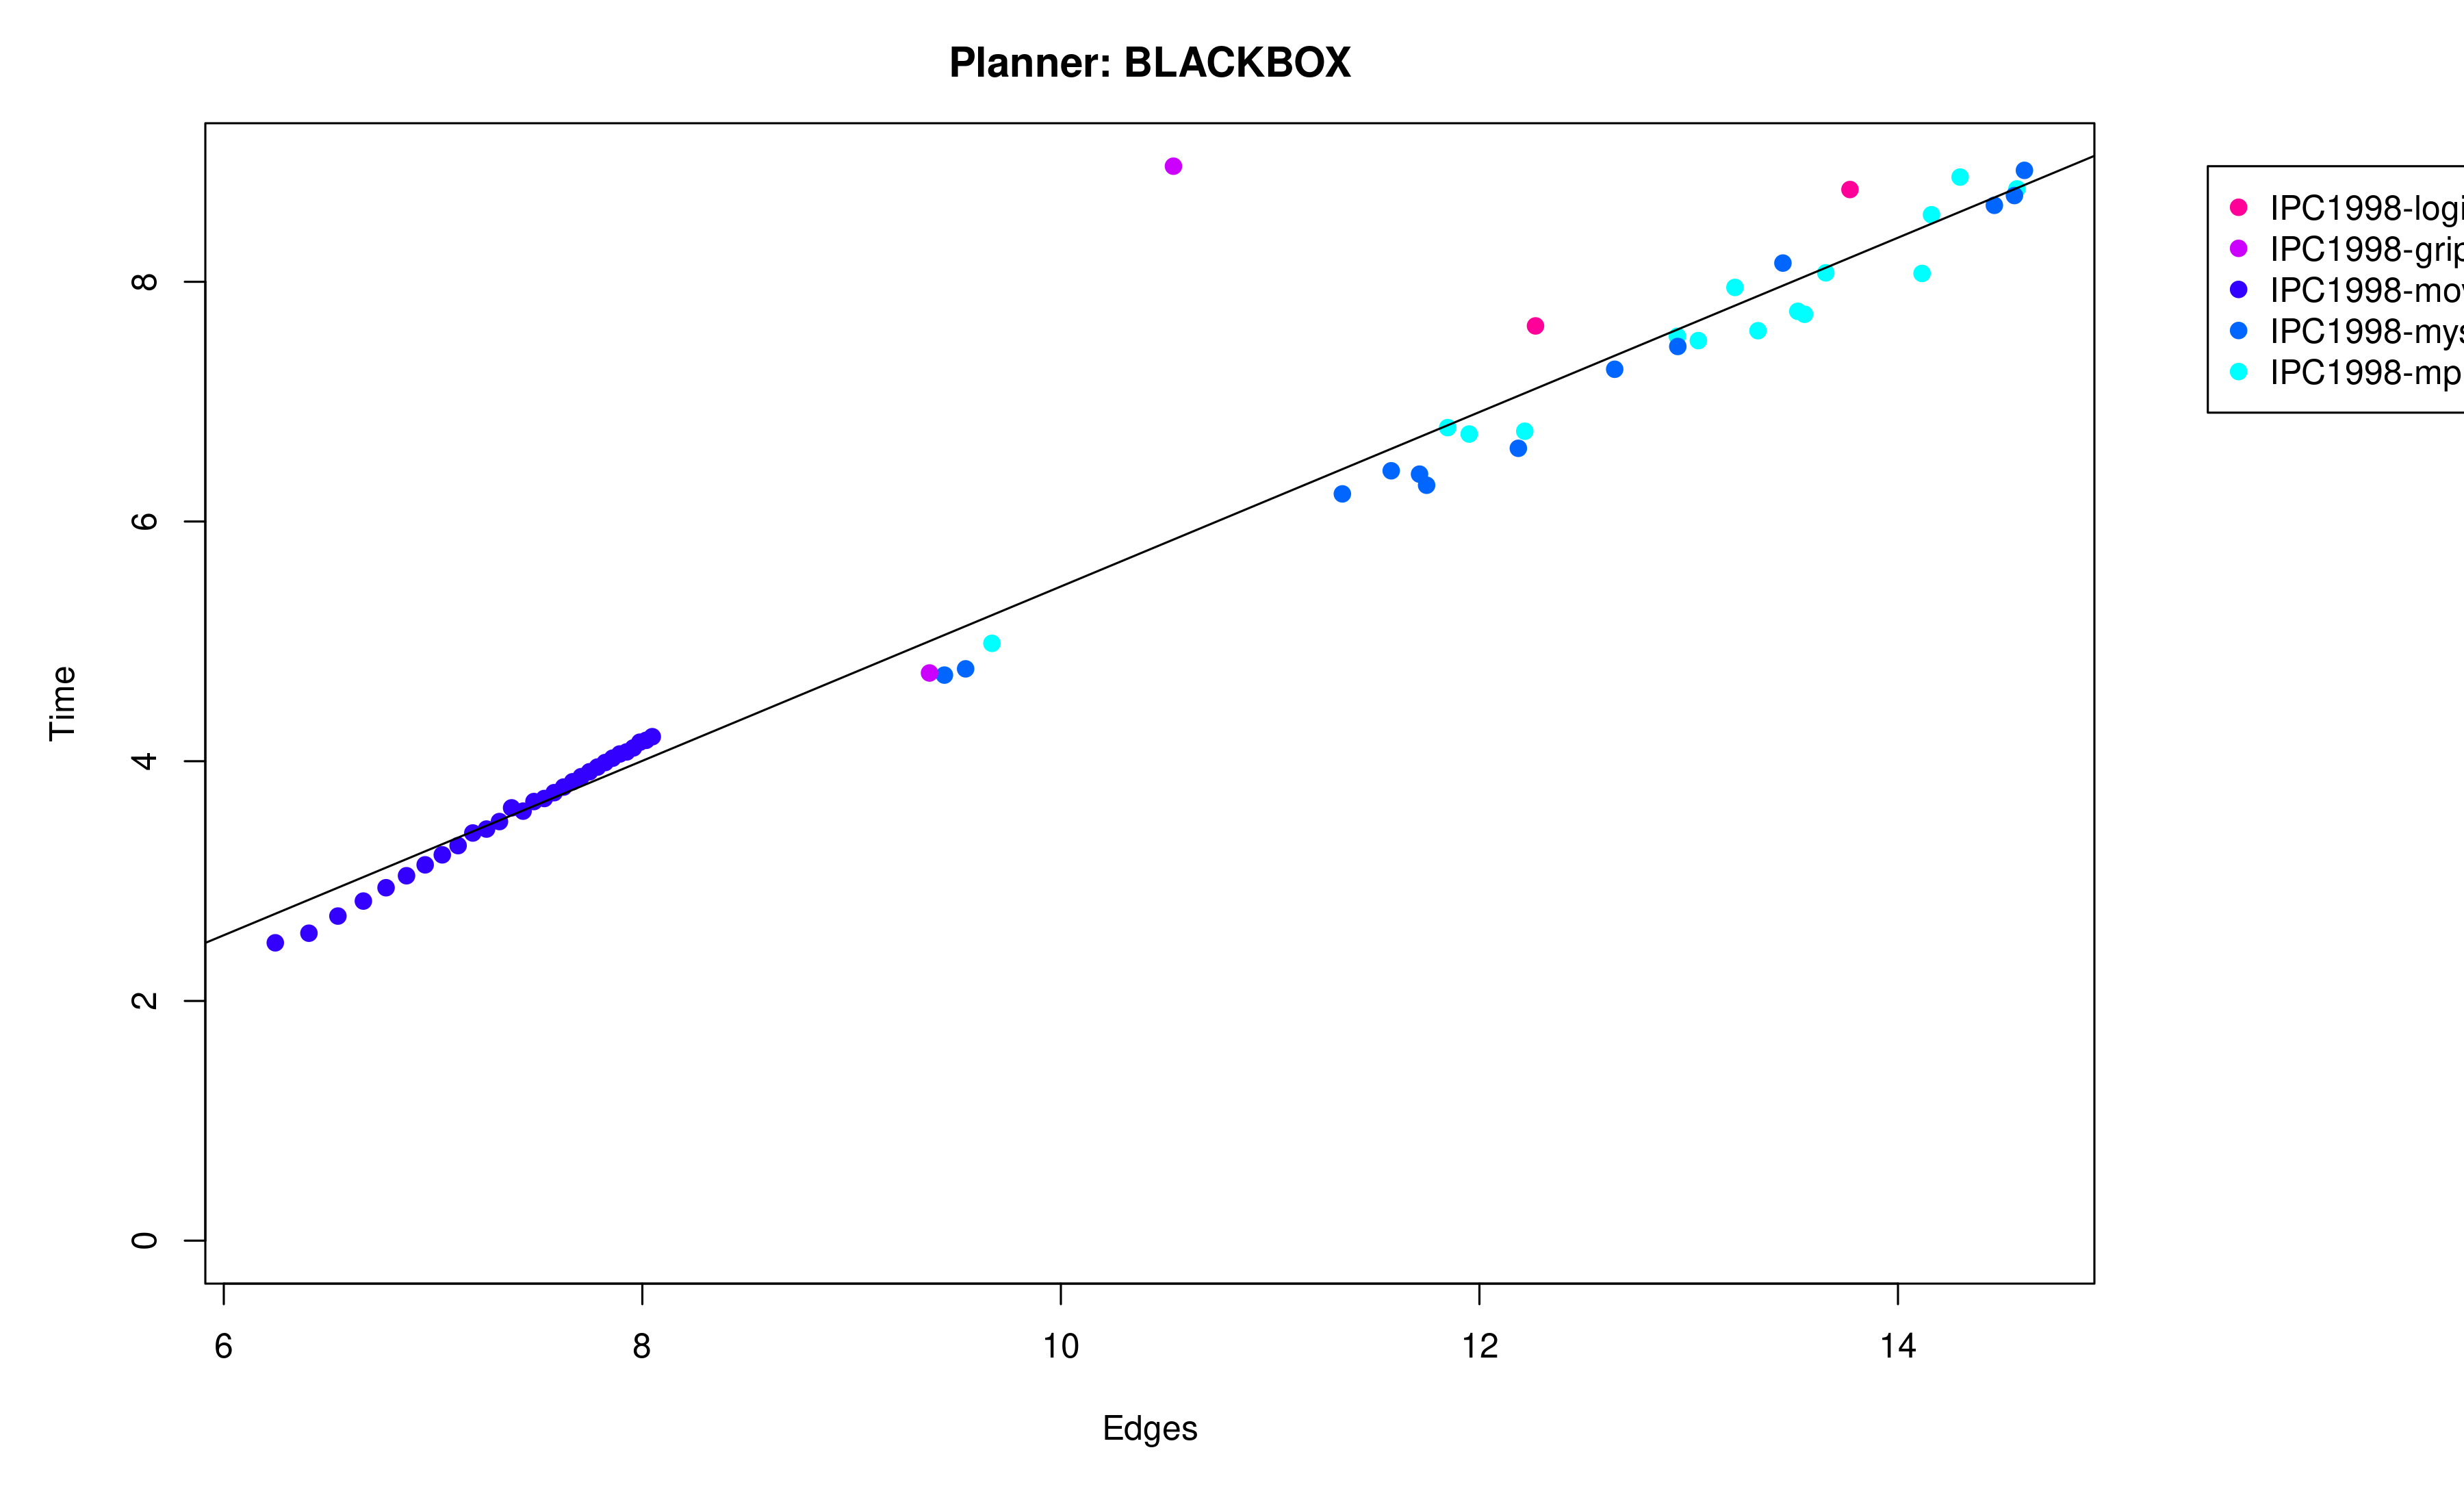 Planner: BLACKBOX
IPC1998-logi
IPC1998-grip
IPC1998-mov
IPC1998-mys
IPC1998-mp
Time
0
2
4
6
8
6
8
10
12
14
Edges